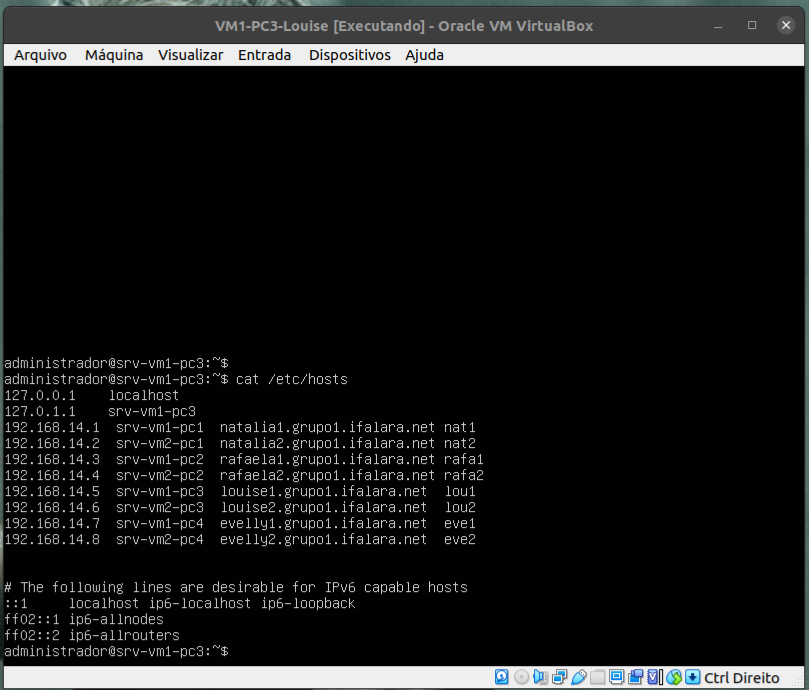 VM1-PC3-Louise [Executando] - Oracle VM VirtualBox
Arquivo Máquina Visualizar Entrada Dispositivos Ajuda
administrador@srv-vm1-pc3:~$
administrador@srv-vm1-pc3:~$ cat /etc/hosts
127.0.0.1    localhost
127.0.1.1    srv-vm1-pc3
192.168.14.1  srv-vm1-pc1  natalia1.grupo1.ifalara.net nat1
192.168.14.2  srv-vm2-pc1  natalia2.grupo1.ifalara.net nat2
192.168.14.3  srv-vm1-pc2  rafaela1.grupo1.ifalara.net rafa1
192.168.14.4  srv-vm2-pc2  rafaela2.grupo1.ifalara.net rafa2
192.168.14.5  srv-vm1-pc3  louise1.grupo1.ifalara.net  lou1
192.168.14.6  srv-vm2-pc3  louise2.grupo1.ifalara.net  lou2
192.168.14.7  srv-vm1-pc4  evelly1.grupo1.ifalara.net  eve1
192.168.14.8  srv-vm2-pc4  evelly2.grupo1.ifalara.net  eve2
# The following lines are desirable for IPv6 capable hosts
::1     localhost ip6-localhost ip6-loopback
ff02::1 ip6-allnodes
ff02::2 ip6-allrouters
administrador@srv-vm1-pc3:~$
Ctrl Direito